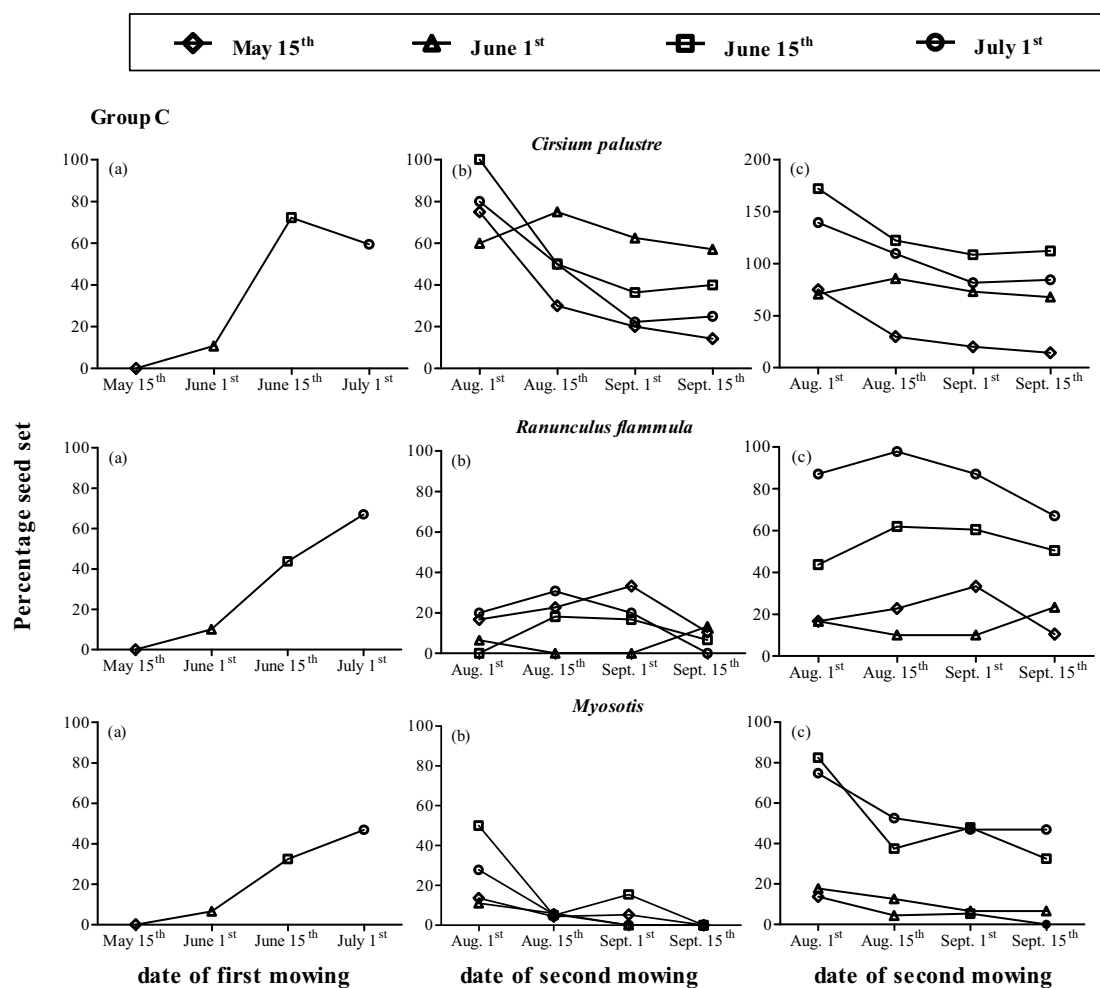 May 15th June 1st June 15th July 1st
Group C
Cirsium palustre
(a) (b) (c)
100 100 200
80 80 150
60 60 100
40 40 50
20 20
0 0 0
May 15th June 1st June 15th July 1st Aug. 1st Aug. 15th Sept. 1st Sept. 15th Aug. 1st Aug. 15th Sept. 1st Sept. 15th
Percentage seed set
Ranunculus flammula
(a) (b) (c)
100 100 100
80 80 80
60 60 60
40 40 40
20 20 20
0 0 0
May 15th June 1st June 15th July 1st Aug. 1st Aug. 15th Sept. 1st Sept. 15th Aug. 1st Aug. 15th Sept. 1st Sept. 15th
Myosotis
(a) (b) (c)
100 100 100
80 80 80
60 60 60
40 40 40
20 20 20
0 0 0
May 15th June 1st June 15th July 1st Aug. 1st Aug. 15th Sept. 1st Sept. 15th Aug. 1st Aug. 15th Sept. 1st Sept. 15th
date of first mowing date of second mowing date of second mowing